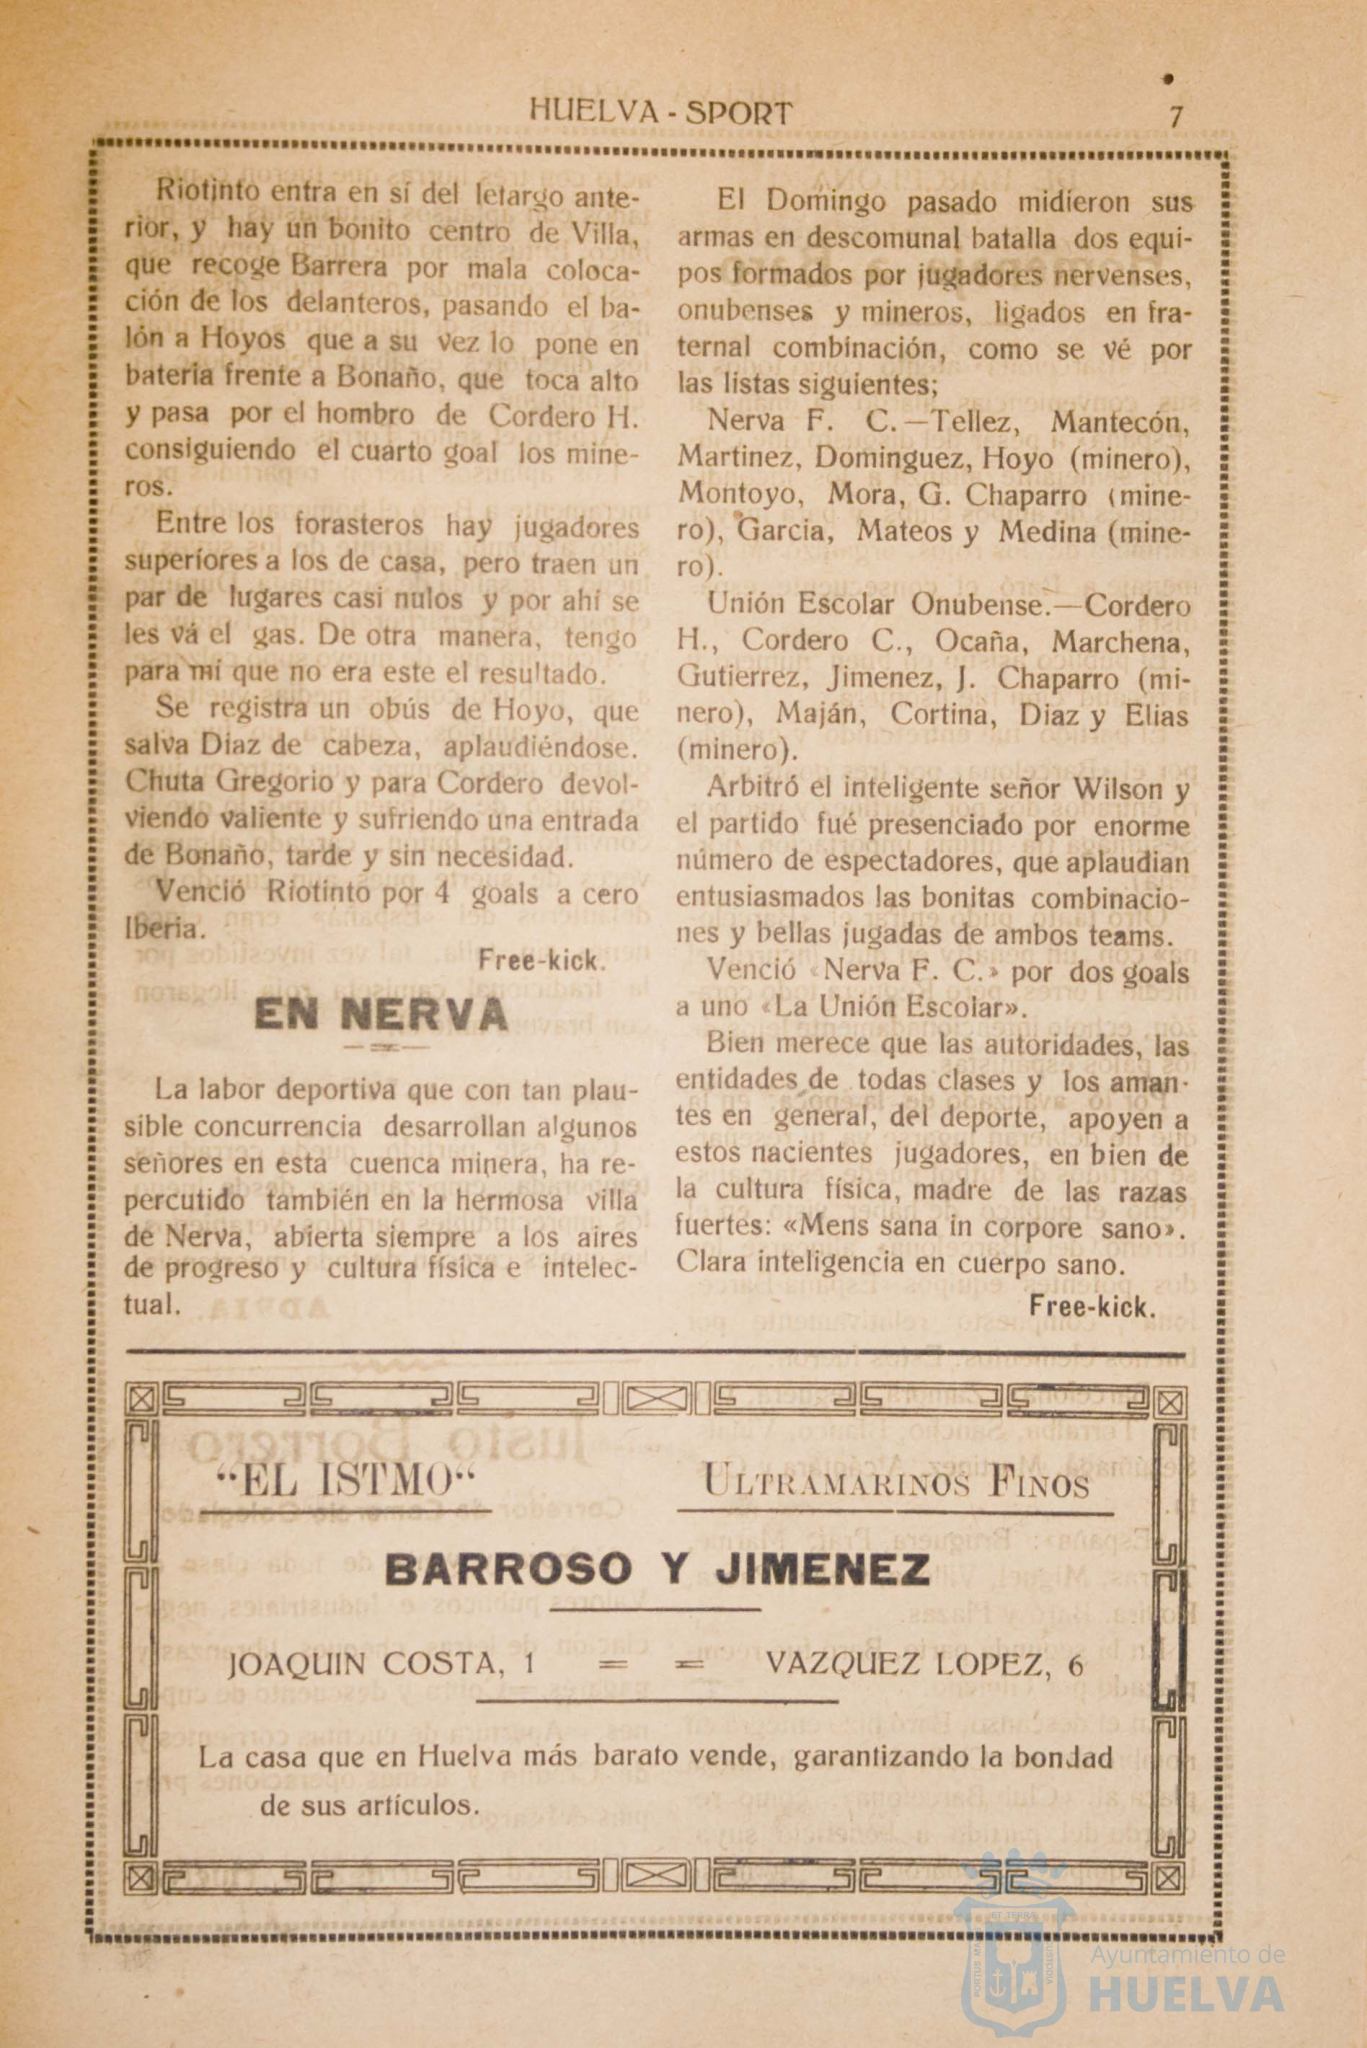 HUELVA - SPORT
7
Riotinto entra en sí del letargo ante-
rior, y hay un bonito centro de Villa,
que recoge Barrera por mala coloca-
ción de los delanteros, pasando el ba-
lón a Hoyos que a su vez lo pone en
bateria frente a Bonaño, que toca alto
y pasa por el hombro de Cordero H.
consiguiendo el cuarto goal los mine-
ros.
Entre los forasteros hay jugadores
superiores a los de casa, pero traen un
par de lugares casi nulos y por ahí se
les vá el gas. De otra manera, tengo
para mí que no era este el resultado.
Se registra un obús de Hoyo, que
salva Diaz de cabeza, aplaudiéndose.
Chuta Gregorio y para Cordero devol-
viendo valiente y sufriendo una entrada
de Bonaño, tarde y sin necesidad.
Venció Riotinto por 4 goals a cero
Iberia.
Free-kick.
EN NERVA
La labor deportiva que con tan plau-
sible concurrencia desarrollan algunos
señores en esta cuenca minera, ha re-
percutido también en la hermosa villa
de Nerva, abierta siempre a los aires
de progreso y cultura física e intelec-
tual.
El Domingo pasado midieron sus
armas en descomunal batalla dos equi-
pos formados por jugadores nervenses,
onubenses y mineros, ligados en fra-
ternal combinación, como se vé por
las listas siguientes;
Nerva F. C.—Tellez, Mantecón,
Martinez, Dominguez, Hoyo (minero),
Montoyo, Mora, G. Chaparro (mine-
ro), Garcia, Mateos y Medina (mine-
ro).
Unión Escolar Onubense.—Cordero
H., Cordero C., Ocaña, Marchena,
Gutierrez, Jimenez, J. Chaparro (mi-
nero), Maján, Cortina, Diaz y Elias
(minero).
Arbitró el inteligente señor Wilson y
el partido fué presenciado por enorme
número de espectadores, que aplaudian
entusiasmados las bonitas combinacio-
nes y bellas jugadas de ambos teams.
Venció «Nerva F. C.» por dos goals
a uno «La Unión Escolar».
Bien merece que las autoridades, las
entidades de todas clases y los aman-
tes en general, del deporte, apoyen a
estos nacientes jugadores, en bien de
la cultura física, madre de las razas
fuertes: «Mens sana in corpore sano».
Clara inteligencia en cuerpo sano.
Free-kick.
“EL ISTMO“
ULTRAMARINOS FINOS
BARROSO Y JIMENEZ
JOAQUIN COSTA, 1 = = VAZQUEZ LOPEZ, 6
La casa que en Huelva más barato vende, garantizando la bondad
de sus artículos.
Ayuntamiento de
HUELVA